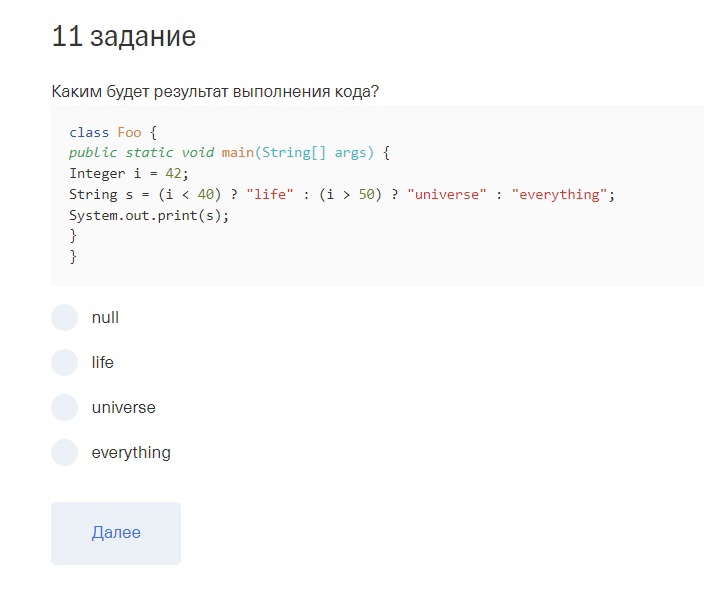 11 задание
Каким будет результат выполнения кода?
class Foo {
public static void main(String[] args) {
Integer i = 42;
String s = (i < 40) ? "life" : (i > 50) ? "universe" : "everything";
System.out.print(s);
}
}
null
life
universe
everything
Далее